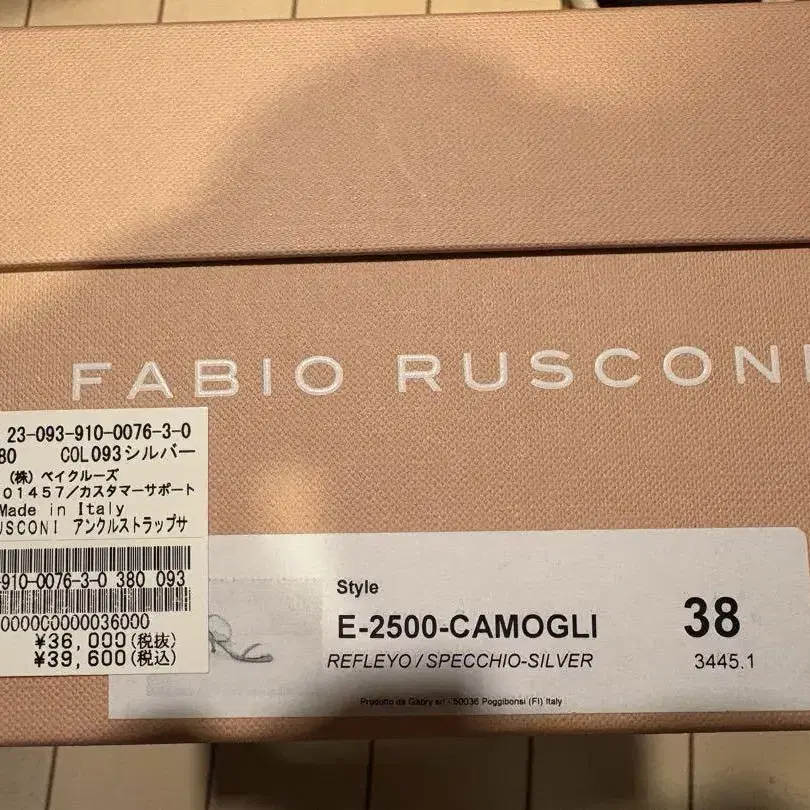 FABIO RUSCONI
23-093-910-0076-3-0
80 COL093シルバー
(株)ベイクルーズ
01457/カスタマーサポート
Made in Italy
USCONI アンクルストラップサ
-910-0076-3-0 380 093
¥36,000(税抜)
¥39,600(税込)
Style
E-2500-CAMOGLI
38
REFLEYO / SPECCHIO-SILVER
3445.1
Prodotto da Gabry srl - 50036 Poggibonsi (FI) Italy